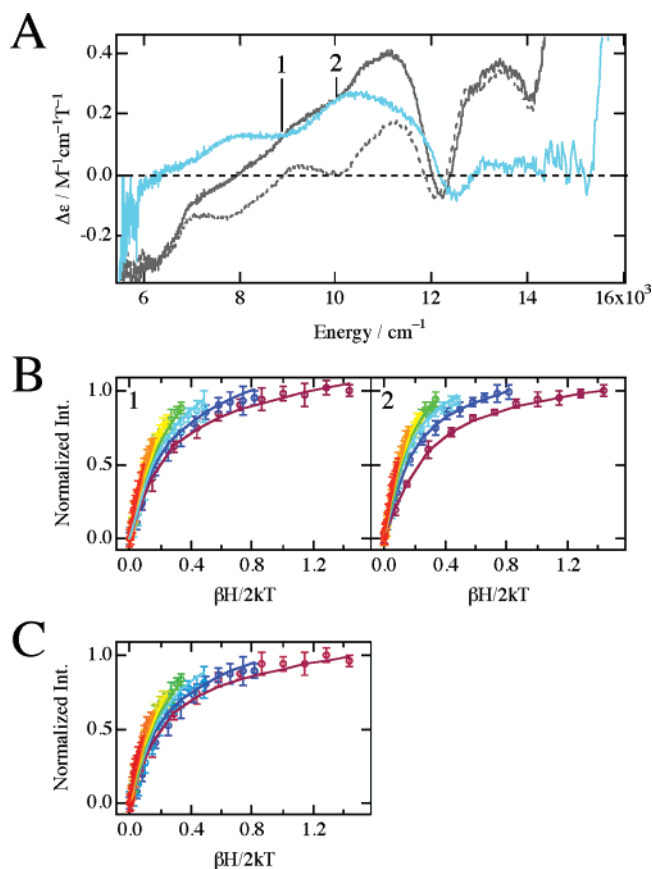 A
1
2
0.4
0.2
0.0
-0.2
Δε / M⁻¹cm⁻¹T⁻¹
6
8
10
12
14
16x10³
Energy / cm⁻¹
B
1
2
1.0
0.5
0.0
Normalized Int.
0.0 0.4 0.8 1.2
0.0 0.4 0.8 1.2
βH/2kT
βH/2kT
C
1.0
0.5
0.0
Normalized Int.
0.0 0.4 0.8 1.2
βH/2kT